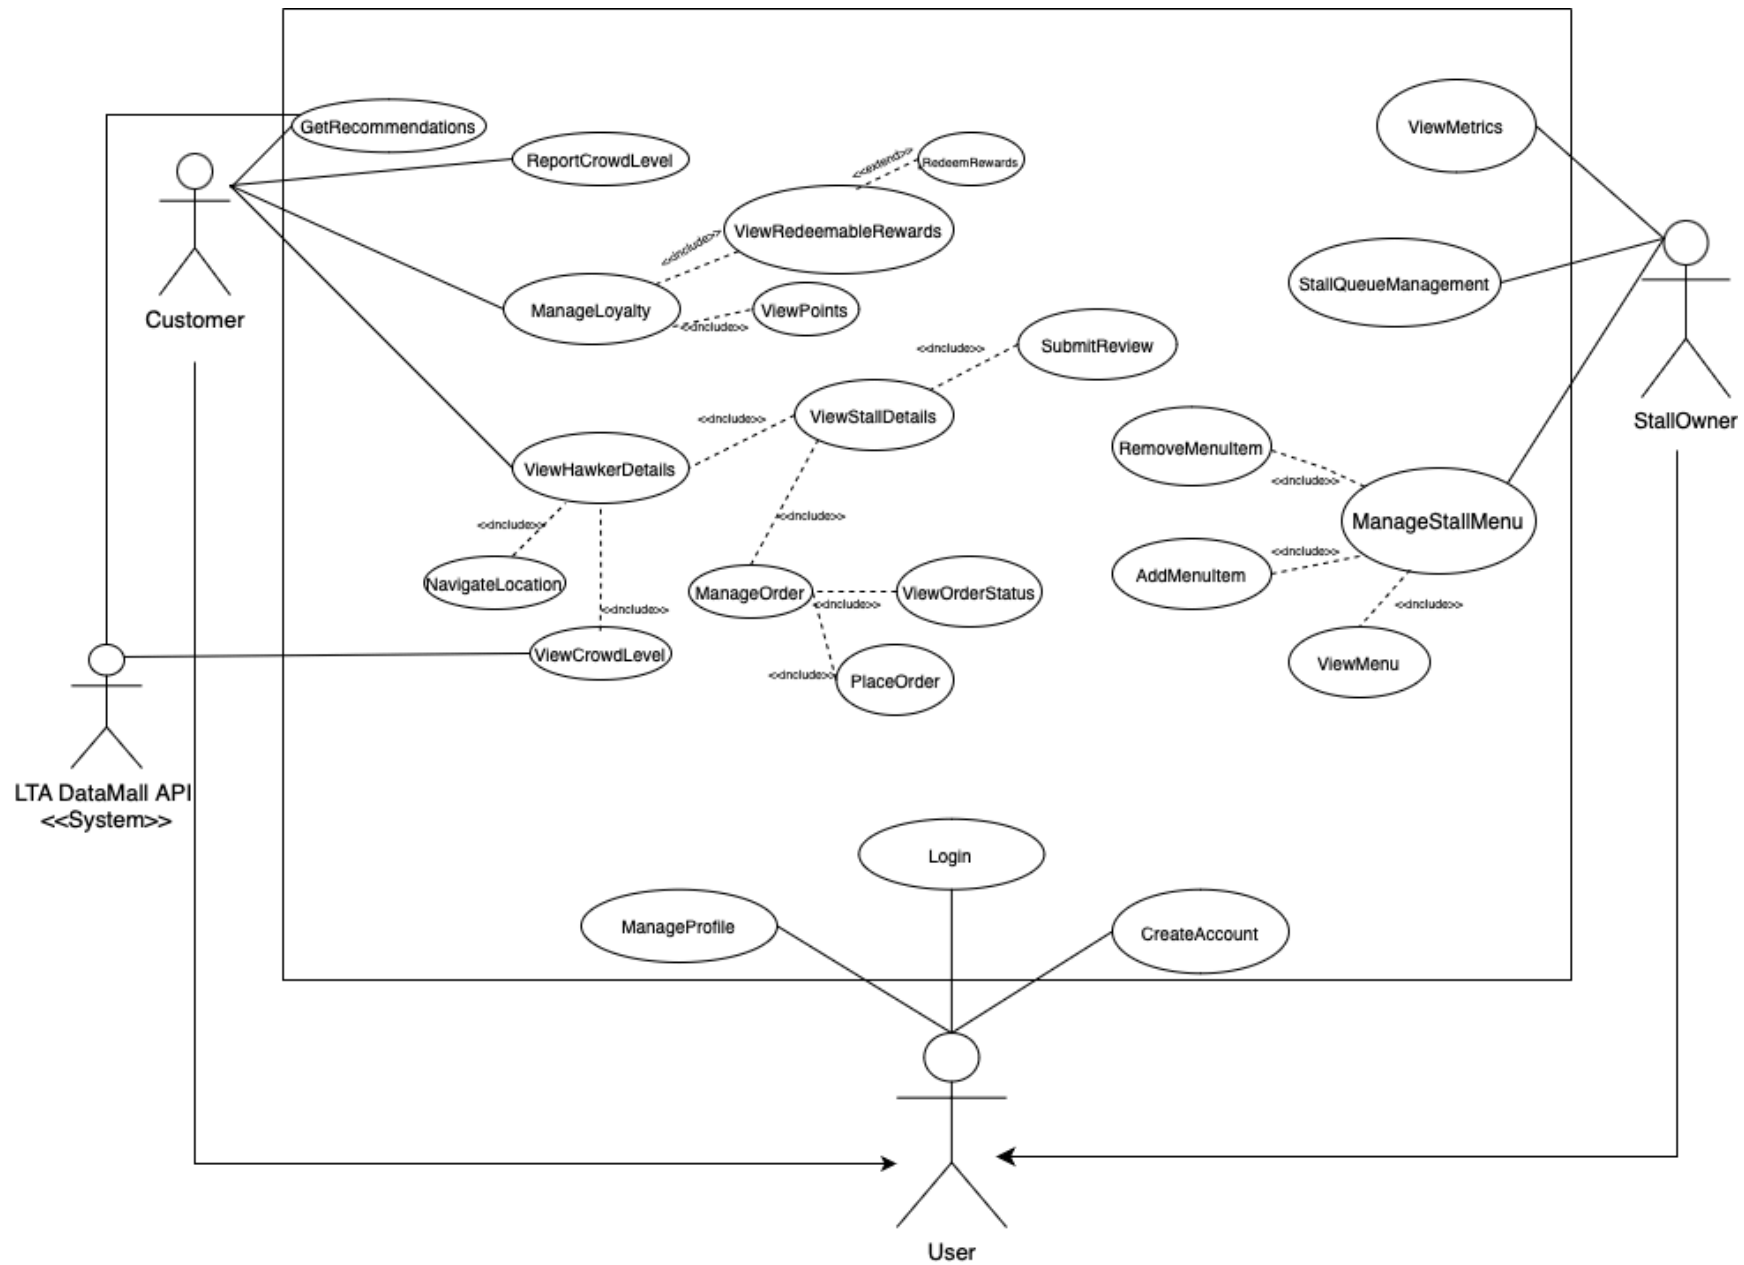 GetRecommendations
ReportCrowdLevel
<<extend>>
RedeemRewards
ViewMetrics
Customer
<<include>>
ViewRedeemableRewards
StallQueueManagement
ManageLoyalty
ViewPoints
<<include>>
<<include>>
SubmitReview
StallOwner
<<include>>
ViewStallDetails
RemoveMenuItem
<<include>>
ViewHawkerDetails
<<include>>
<<include>>
ManageStallMenu
<<include>>
AddMenuItem
NavigateLocation
ManageOrder
ViewOrderStatus
<<include>>
<<include>>
<<include>>
ViewCrowdLevel
<<include>>
PlaceOrder
ViewMenu
LTA DataMall API
<<System>>
Login
ManageProfile
CreateAccount
User